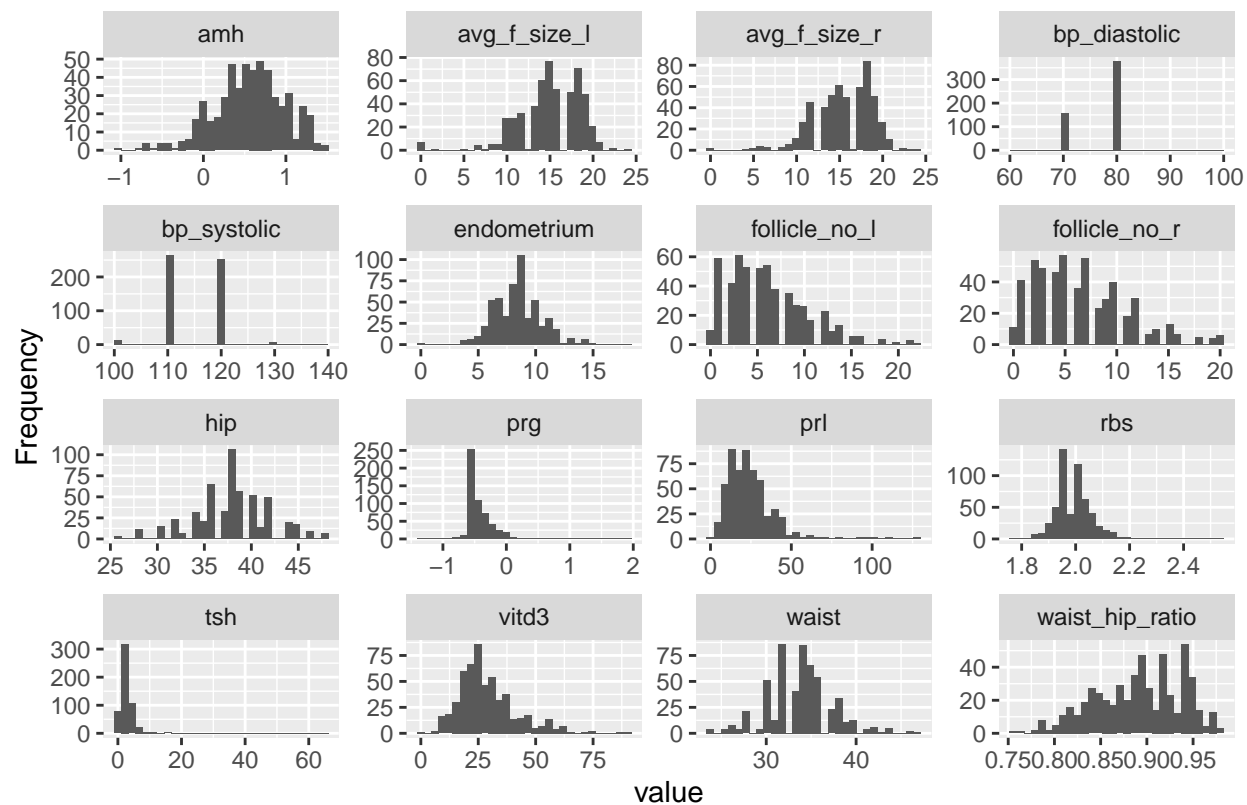 amh avg_f_size_l avg_f_size_r bp_diastolic
50 40 30 20 10 0 80 60 40 20 0 80 60 40 20 0 300 200 100 0
−1 0 1 0 5 10 15 20 25 0 5 10 15 20 25 60 70 80 90 100
bp_systolic endometrium follicle_no_l follicle_no_r
200 100 0 100 75 50 25 0 60 40 20 0 40 20 0
100 110 120 130 140 0 5 10 15 0 5 10 15 20 0 5 10 15 20
Frequency
hip prg prl rbs
100 75 50 25 0 250 200 150 100 50 0 75 50 25 0 100 50 0
25 30 35 40 45 −1 0 1 2 0 50 100 1.8 2.0 2.2 2.4
tsh vitd3 waist waist_hip_ratio
300 200 100 0 75 50 25 0 75 50 25 0 40 20 0
0 20 40 60 0 25 50 75 30 40 0.75 0.80 0.85 0.90 0.95
value